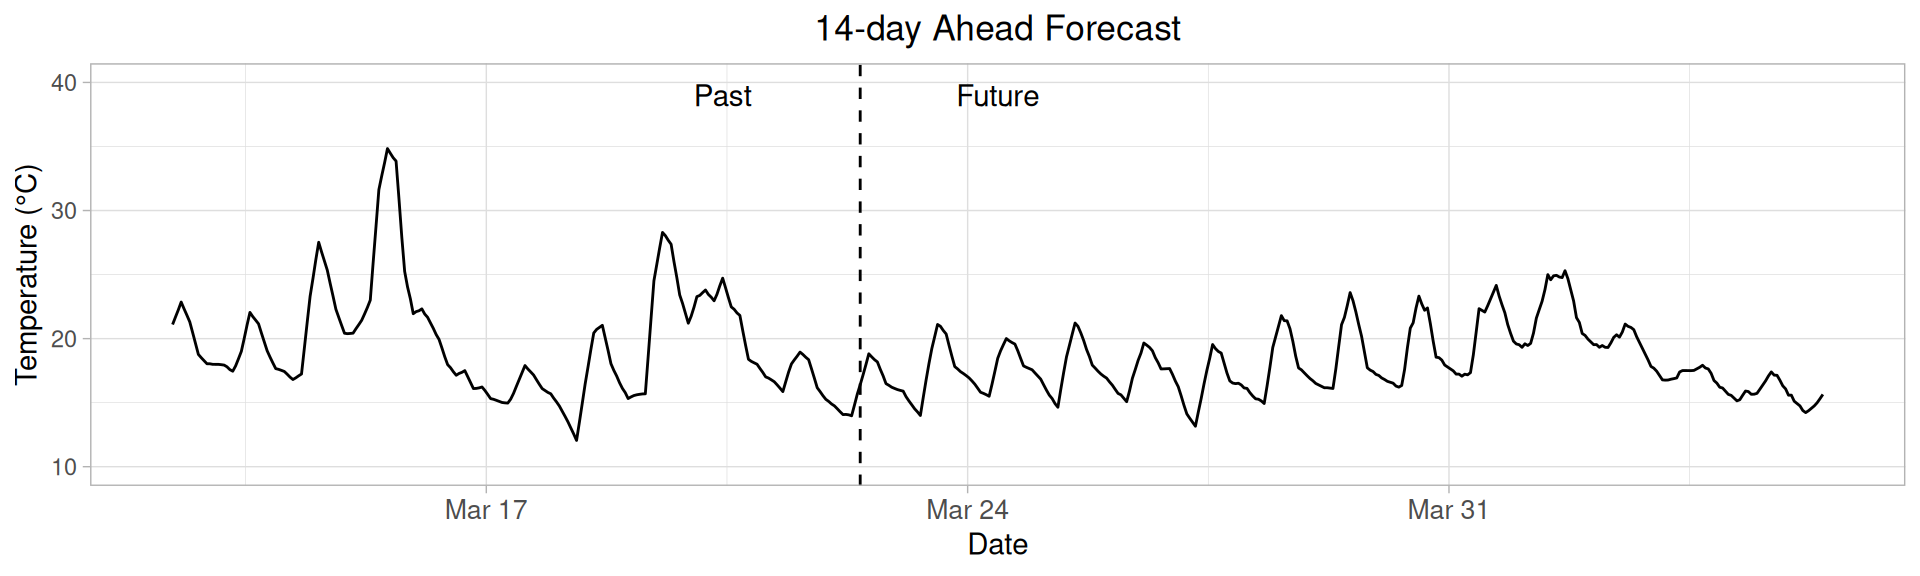 14-day Ahead Forecast
40
30
20
10
Temperature (°C)
Past
Future
Mar 17
Mar 24
Mar 31
Date